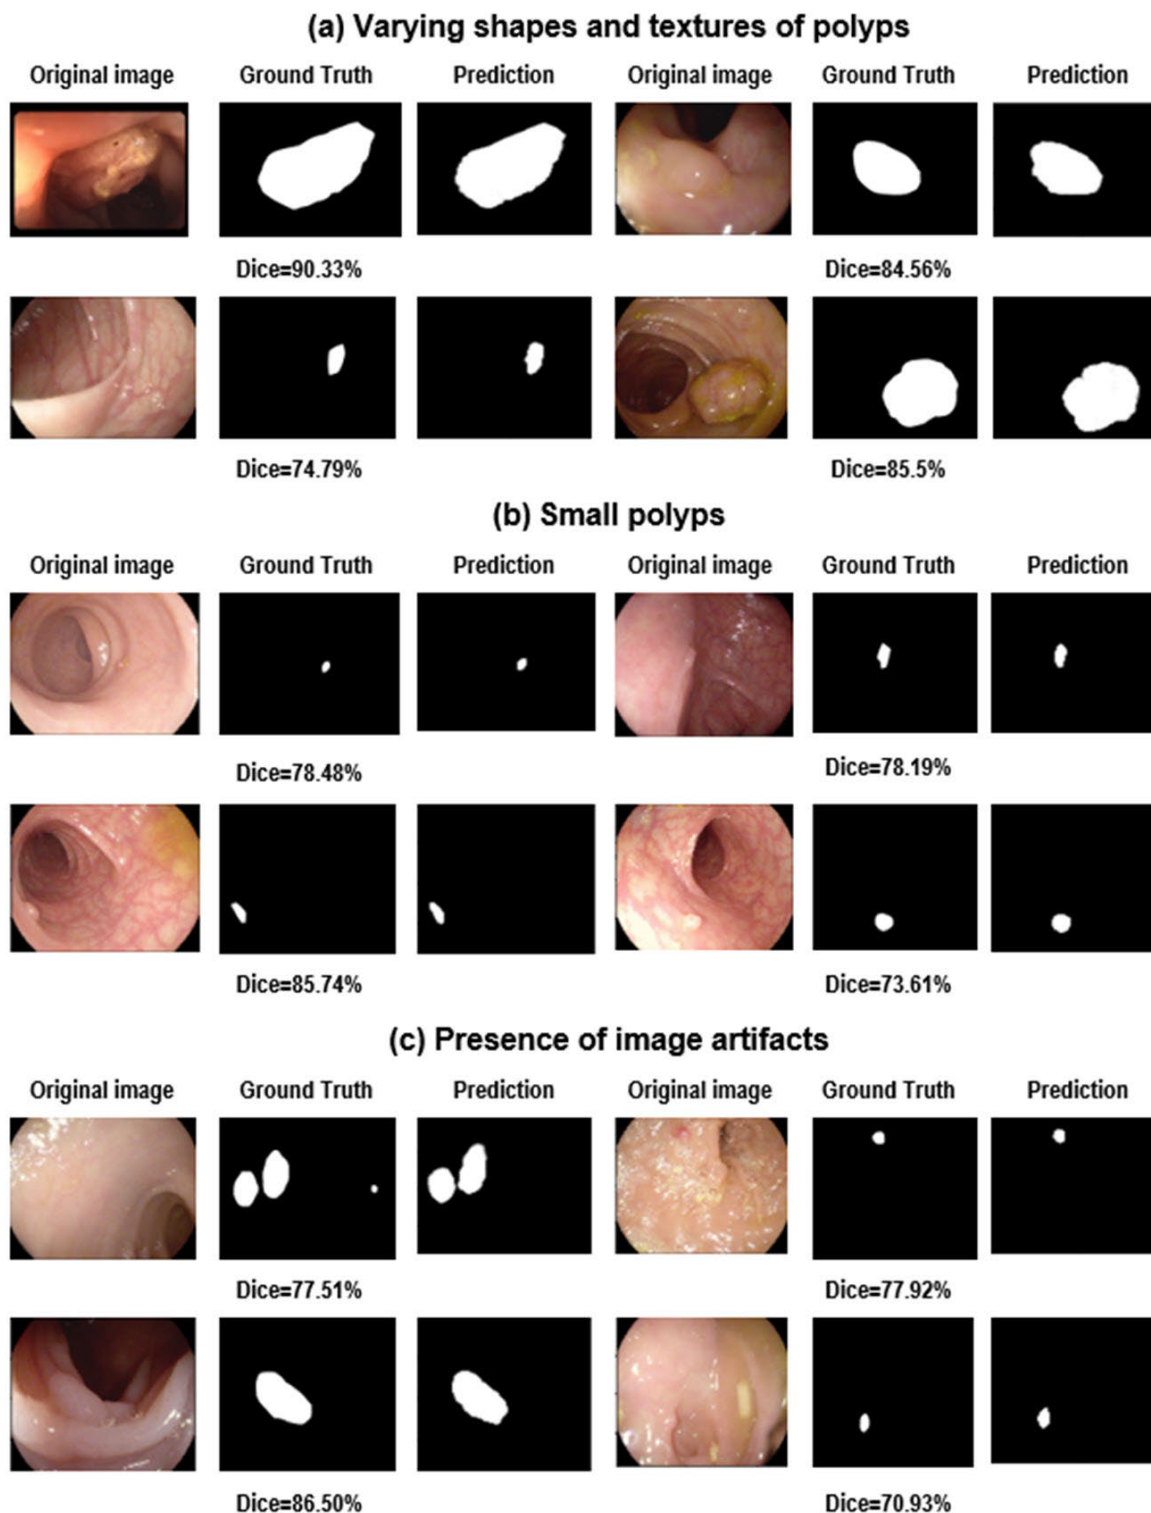 (a) Varying shapes and textures of polyps
Original image Ground Truth Prediction Original image Ground Truth Prediction
Dice=90.33% Dice=84.56%
Dice=74.79% Dice=85.5%
(b) Small polyps
Original image Ground Truth Prediction Original image Ground Truth Prediction
Dice=78.48% Dice=78.19%
Dice=85.74% Dice=73.61%
(c) Presence of image artifacts
Original image Ground Truth Prediction Original image Ground Truth Prediction
Dice=77.51% Dice=77.92%
Dice=86.50% Dice=70.93%